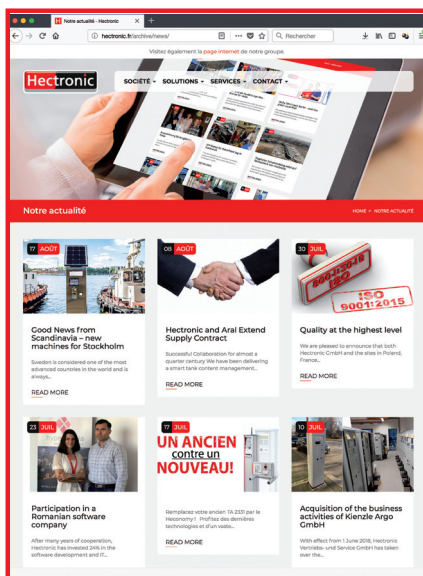 Notre actualité - Hectronic
hectronic.fr/archive/news/
Rechercher
Visitez également la page internet de notre groupe.
Hectronic
SOCIÉTÉ SOLUTIONS SERVICES CONTACT
Notre actualité
HOME > NOTRE ACTUALITÉ
17 AOÛT
Good News from
Scandinavia – new
machines for Stockholm
Sweden is considered one of the most
advanced countries in the world and is
always...
READ MORE
08 AOÛT
Hectronic and Aral Extend
Supply Contract
Successful Collaboration for almost a
quarter century We have been delivering
a smart tank content management...
READ MORE
30 JUIL
ISO
9001:2015
Quality at the highest level
We are pleased to announce that both
Hectronic GmbH and the sites in Poland,
France...
READ MORE
23 JUIL
Participation in a
Romanian software
company
After many years of cooperation,
Hectronic has invested 24% in the
software development and IT...
17 JUIL
UN ANCIEN
contre un
NOUVEAU!
Remplacez votre ancien TA 2331 par le
Heconomy ! Profitez des dernières
technologies et d'un vaste...
READ MORE
10 JUIL
Acquisition of the business
activities of Kienzle Argo
GmbH
With effect from 1 June 2018, Hectronic
Vertriebs- und Service GmbH has taken
over the...